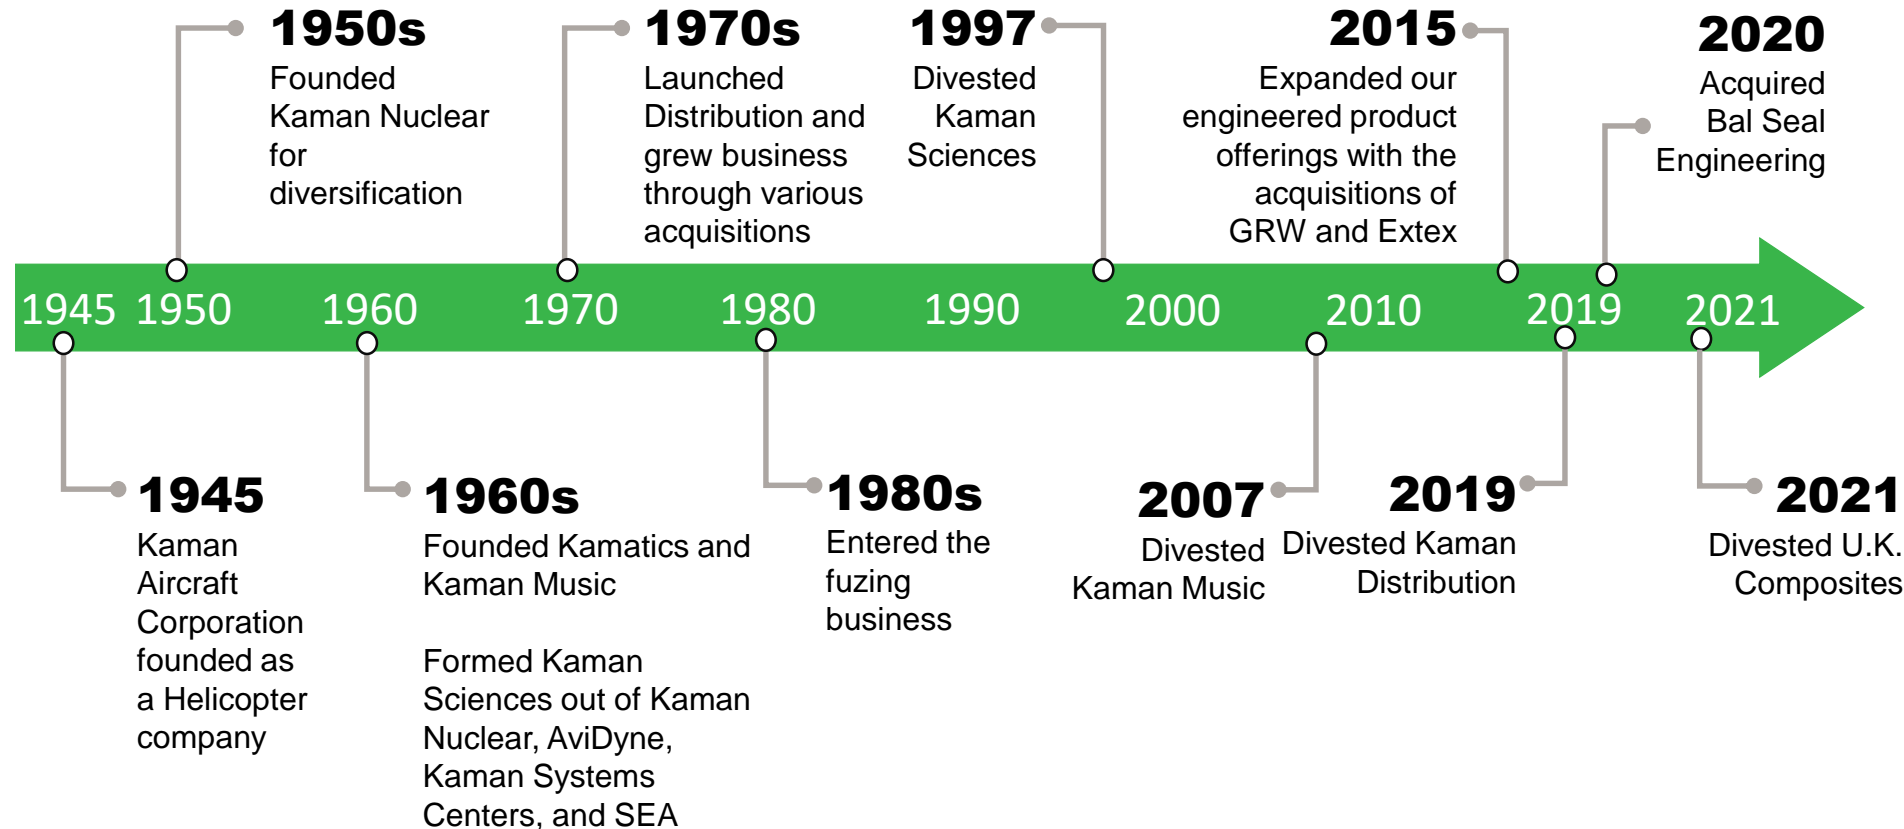 1950s
Founded
Kaman Nuclear
for
diversification
1970s
Launched
Distribution and
grew business
through various
acquisitions
1997
Divested
Kaman
Sciences
2015
Expanded our
engineered product
offerings with the
acquisitions of
GRW and Extex
2020
Acquired
Bal Seal
Engineering
1945 1950 1960 1970 1980 1990 2000 2010 2019 2021
1945
Kaman
Aircraft
Corporation
founded as
a Helicopter
company
1960s
Founded Kamatics and
Kaman Music
Formed Kaman
Sciences out of Kaman
Nuclear, AviDyne,
Kaman Systems
Centers, and SEA
1980s
Entered the
fuzing
business
2007
Divested
Kaman Music
2019
Divested Kaman
Distribution
2021
Divested U.K.
Composites